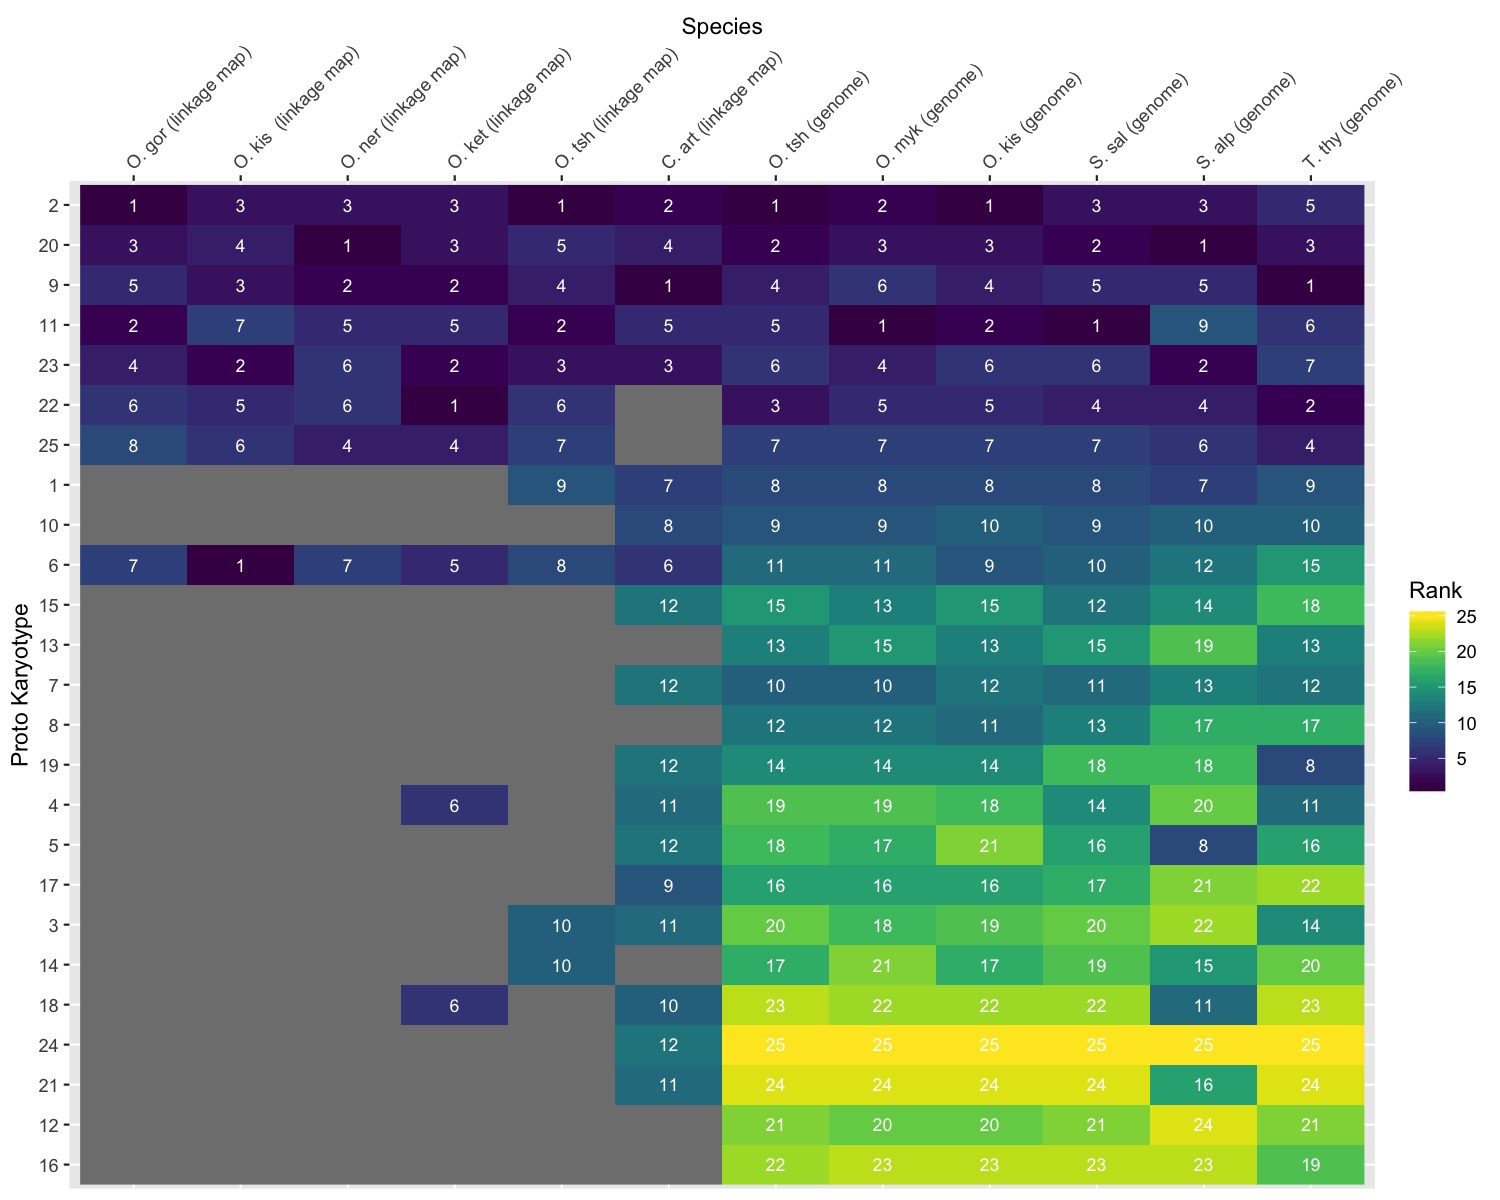 Species
O. gor (linkage map) O. kis (linkage map) O. ner (linkage map) O. ket (linkage map) O. tsh (linkage map) C. art (linkage map) O. tsh (genome) O. myk (genome) O. kis (genome) S. sal (genome) S. alp (genome) T. thy (genome)
2 1 3 3 3 1 2 1 2 1 3 3 5
20 3 4 1 3 5 4 2 3 3 2 1 3
9 5 3 2 2 4 1 4 6 4 5 5 1
11 2 7 5 5 2 5 5 1 2 1 9 6
23 4 2 6 2 3 3 6 4 6 6 2 7
22 6 5 6 1 6 3 5 5 4 4 2
25 8 6 4 4 7 7 7 7 7 6 4
1 9 7 8 8 8 8 7 9
10 8 9 9 10 9 10 10
6 7 1 7 5 8 6 11 11 9 10 12 15
15 12 15 13 15 12 14 18
13 13 15 13 15 19 13
7 12 10 10 12 11 13 12
8 12 12 11 13 17 17
19 12 14 14 14 18 18 8
4 6 11 19 19 18 14 20 11
5 12 18 17 21 16 8 16
17 9 16 16 16 17 21 22
3 10 11 20 18 19 20 22 14
14 10 17 21 17 19 15 20
18 6 10 23 22 22 22 11 23
24 12 25 25 25 25 25 25
21 11 24 24 24 24 16 24
12 21 20 20 21 24 21
16 22 23 23 23 23 19
Proto Karyotype
Rank
25
20
15
10
5